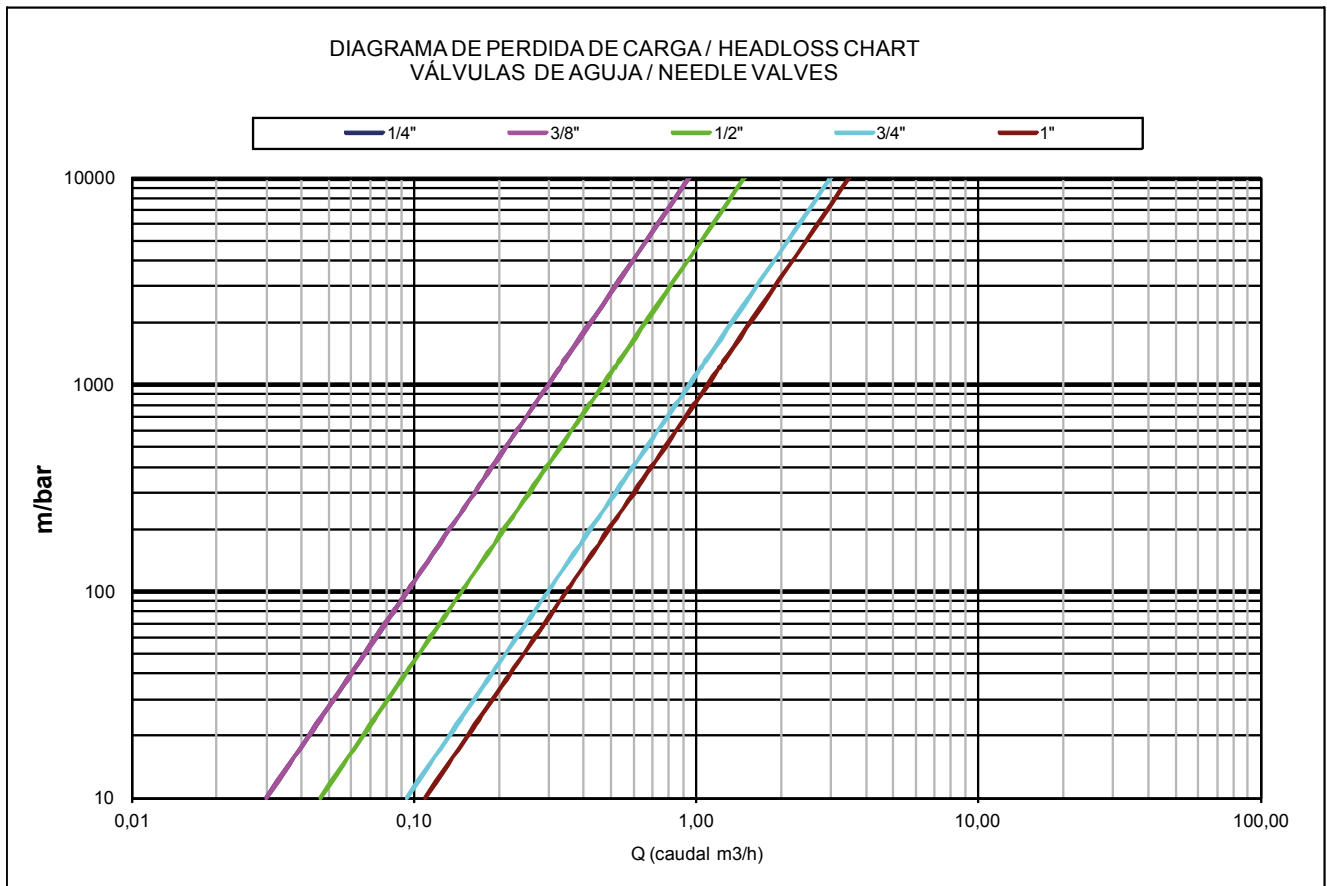 DIAGRAMA DE PERDIDA DE CARGA / HEADLOSS CHART
VÁLVULAS DE AGUJA / NEEDLE VALVES
1/4" 3/8" 1/2" 3/4" 1"
10000
1000
100
10
m/bar
0,01 0,10 1,00 10,00 100,00
Q (caudal m3/h)